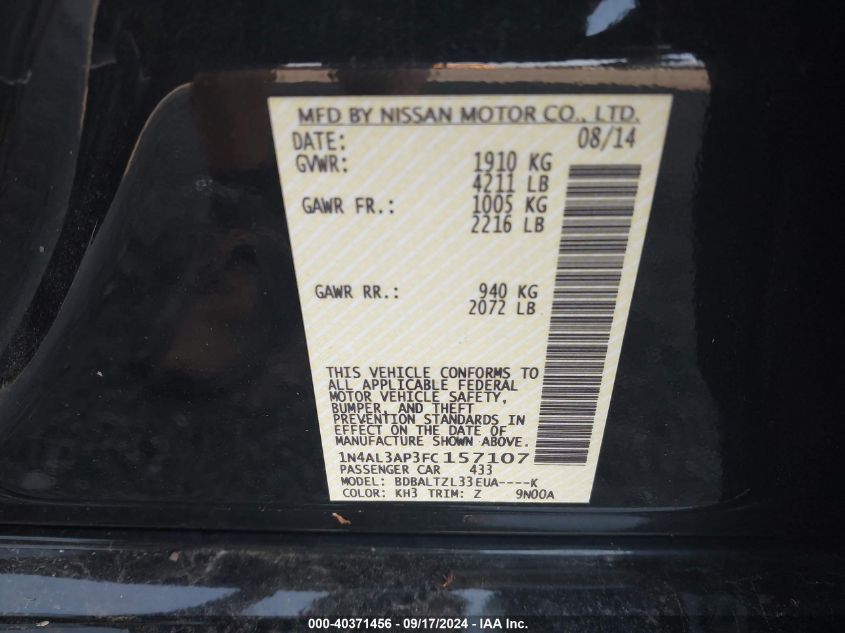 MFD BY NISSAN MOTOR CO., LTD.
DATE: 08/14
GVWR: 1910 KG
4211 LB
GAWR FR.: 1005 KG
2216 LB
GAWR RR.: 940 KG
2072 LB
THIS VEHICLE CONFORMS TO
ALL APPLICABLE FEDERAL
MOTOR VEHICLE SAFETY,
BUMPER, AND THEFT
PREVENTION STANDARDS IN
EFFECT ON THE DATE OF
MANUFACTURE SHOWN ABOVE.
1N4AL3AP3FC157107
PASSENGER CAR 433
MODEL: BDBALTZL33EUA----K
COLOR: KH3 TRIM: Z 9N00A
000-40371456 - 09/17/2024 - IAA Inc.